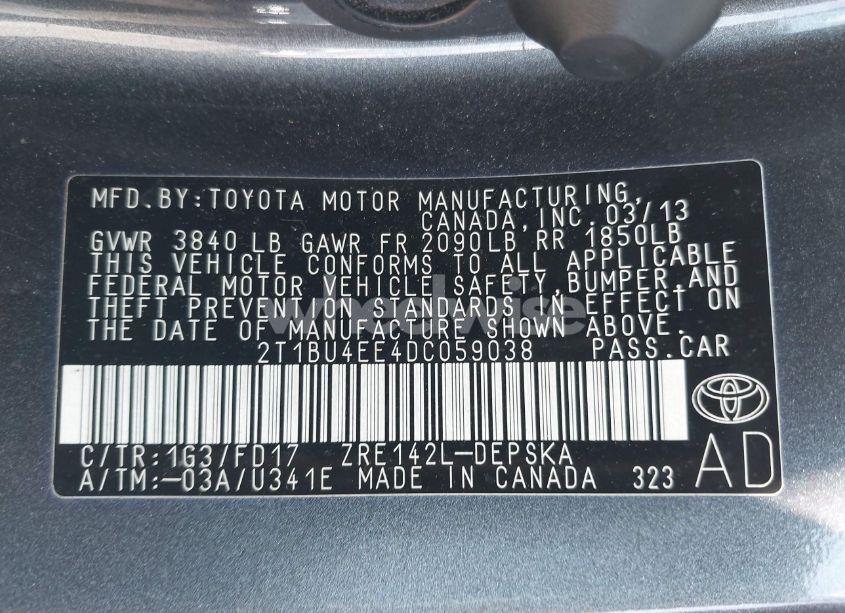 MFD.BY:TOYOTA MOTOR MANUFACTURING,
CANADA,INC. 03/13
GVWR 3840 LB GAWR FR 2090LB RR 1850LB
THIS VEHICLE CONFORMS TO ALL APPLICABLE
FEDERAL MOTOR VEHICLE SAFETY,BUMPER,AND
THEFT PREVENTION STANDARDS IN EFFECT ON
THE DATE OF MANUFACTURE SHOWN ABOVE.
wheelwise
2T1BU4EE4DC059038 PASS.CAR
C/TR:1G3/FD17 ZRE142L-DEPSKA
A/TM:-03A/U341E MADE IN CANADA 323 AD